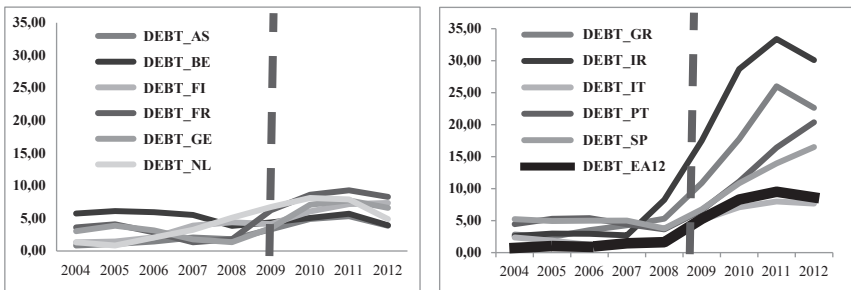 35,00
30,00
25,00
20,00
15,00
10,00
5,00
0,00
DEBT_AS
DEBT_BE
DEBT_FI
DEBT_FR
DEBT_GE
DEBT_NL
2004 2005 2006 2007 2008 2009 2010 2011 2012
35,00
30,00
25,00
20,00
15,00
10,00
5,00
0,00
DEBT_GR
DEBT_IR
DEBT_IT
DEBT_PT
DEBT_SP
DEBT_EA12
2004 2005 2006 2007 2008 2009 2010 2011 2012